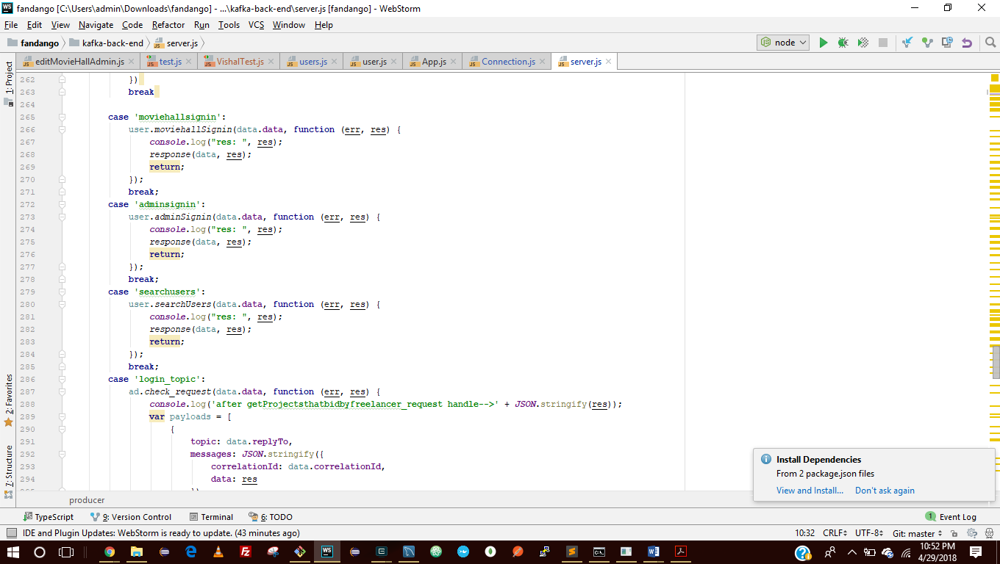 fandango [C:\Users\admin\Downloads\fandango] - ...\kafka-back-end\server.js [fandango] - WebStorm
File Edit View Navigate Code Refactor Run Tools VCS Window Help
fandango kafka-back-end server.js node
editMovieHallAdmin.js test.js VishalTest.js users.js user.js App.js Connection.js server.js
1: Project
2: Favorites
7: Structure
262 })
263 break
264
265 case 'moviehallsignin':
266 user.moviehallSignin(data.data, function (err, res) {
267 console.log("res: ", res);
268 response(data, res);
269 return;
270 });
271 break;
272 case 'adminsignin':
273 user.adminSignin(data.data, function (err, res) {
274 console.log("res: ", res);
275 response(data, res);
276 return;
277 });
278 break;
279 case 'searchusers':
280 user.searchUsers(data.data, function (err, res) {
281 console.log("res: ", res);
282 response(data, res);
283 return;
284 });
285 break;
286 case 'login_topic':
287 ad.check_request(data.data, function (err, res) {
288 console.log('after getProjectsthatbidbyfreelancer_request handle-->' + JSON.stringify(res));
289 var payloads = [
290 {
291 topic: data.replyTo,
292 messages: JSON.stringify({
293 correlationId: data.correlationId,
294 data: res
Install Dependencies
From 2 package.json files
View and Install... Don't ask again
producer
TypeScript 9: Version Control Terminal 6: TODO 1 Event Log
IDE and Plugin Updates: WebStorm is ready to update. (43 minutes ago) 10:32 CRLF UTF-8 Git: master
10:52 PM
4/29/2018